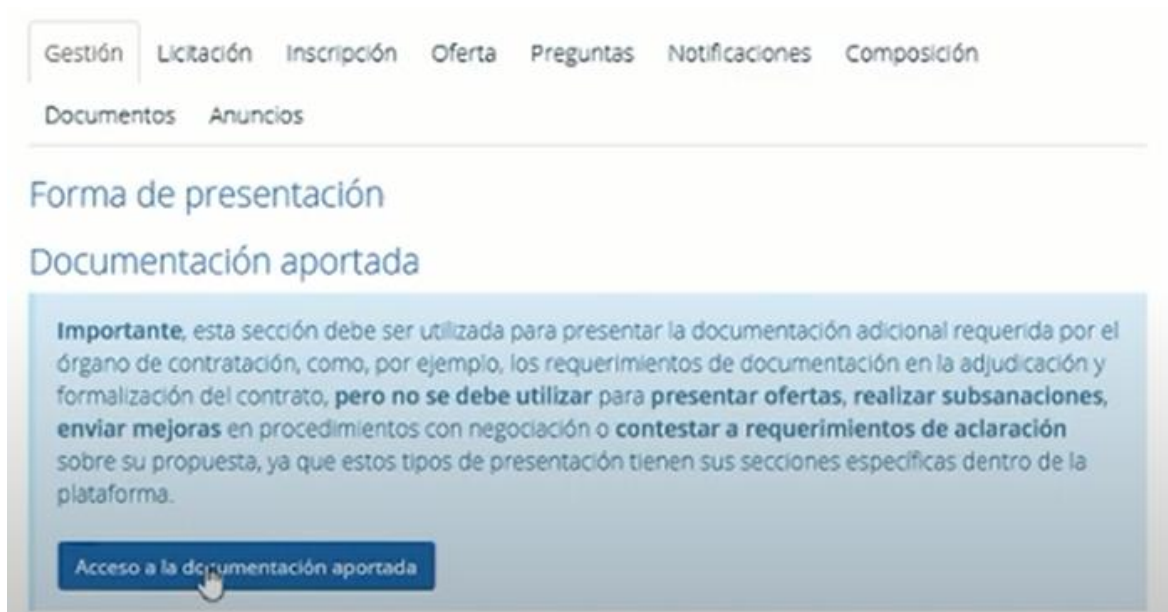 Gestión Licitación Inscripción Oferta Preguntas Notificaciones Composición
Documentos Anuncios
Forma de presentación
Documentación aportada
Importante, esta sección debe ser utilizada para presentar la documentación adicional requerida por el
órgano de contratación, como, por ejemplo, los requerimientos de documentación en la adjudicación y
formalización del contrato, pero no se debe utilizar para presentar ofertas, realizar subsanaciones,
enviar mejoras en procedimientos con negociación o contestar a requerimientos de aclaración
sobre su propuesta, ya que estos tipos de presentación tienen sus secciones específicas dentro de la
plataforma.
Acceso a la documentación aportada